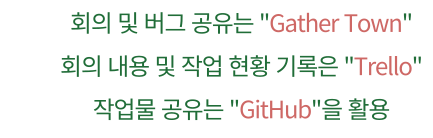 회의 및 버그 공유는 "Gather Town"
회의 내용 및 작업 현황 기록은 "Trello"
작업물 공유는 "GitHub"을 활용